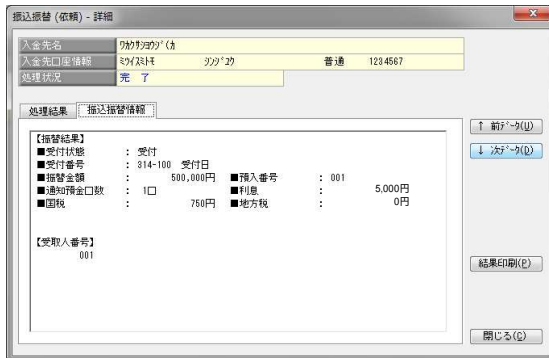 振込振替 (依頼) - 詳細
入金先名 ﾜｶｸｻｼﾖｳｼﾞ(ｶ
入金先口座情報 ﾐﾂｲｽﾐﾄﾓ ｼﾝｼﾞﾕｸ 普通 1234567
処理状況 完 了
処理結果 振込振替情報
【振替結果】
■受付状態 : 受付
■受付番号 : 314-100 受付日
■振替金額 : 500,000円 ■預入番号 : 001
■通知預金口数 : 1口 ■利息 : 5,000円
■国税 : 750円 ■地方税 : 0円
【受取人番号】
001
↑ 前ﾃﾞｰﾀ(U)
↓ 次ﾃﾞｰﾀ(D)
結果印刷(P)
閉じる(C)